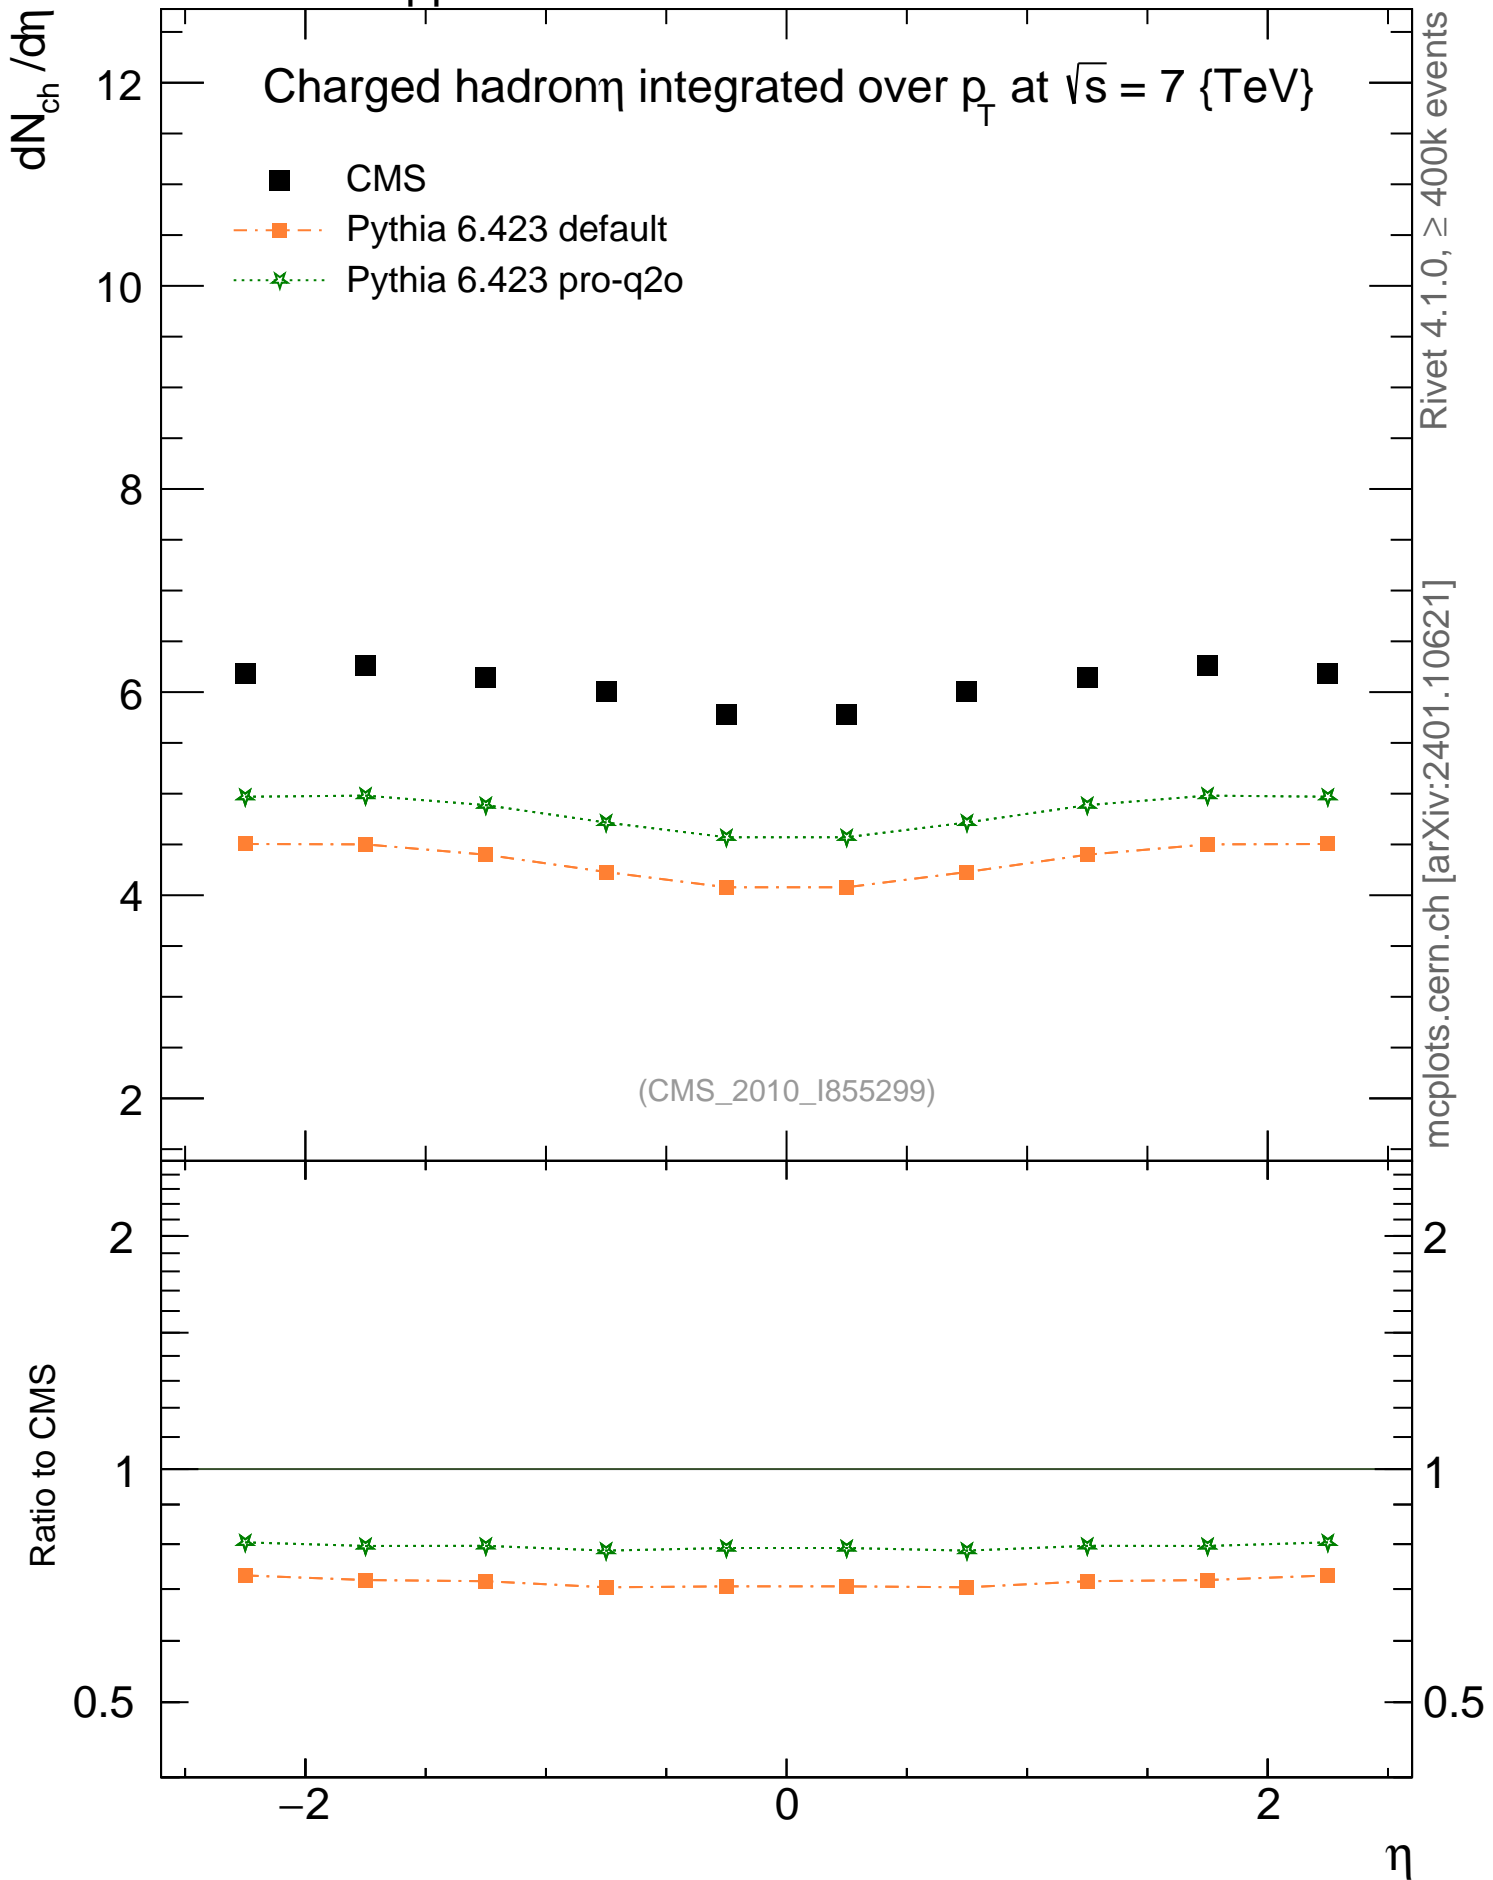 dN_ch /dη
Charged hadronη integrated over p_T at √s = 7 {TeV}
CMS
Pythia 6.423 default
Pythia 6.423 pro-q2o
12
10
8
6
4
2
(CMS_2010_I855299)
Rivet 4.1.0, ≥ 400k events
mcplots.cern.ch [arXiv:2401.10621]
Ratio to CMS
2
1
0.5
2
1
0.5
−2
0
2
η